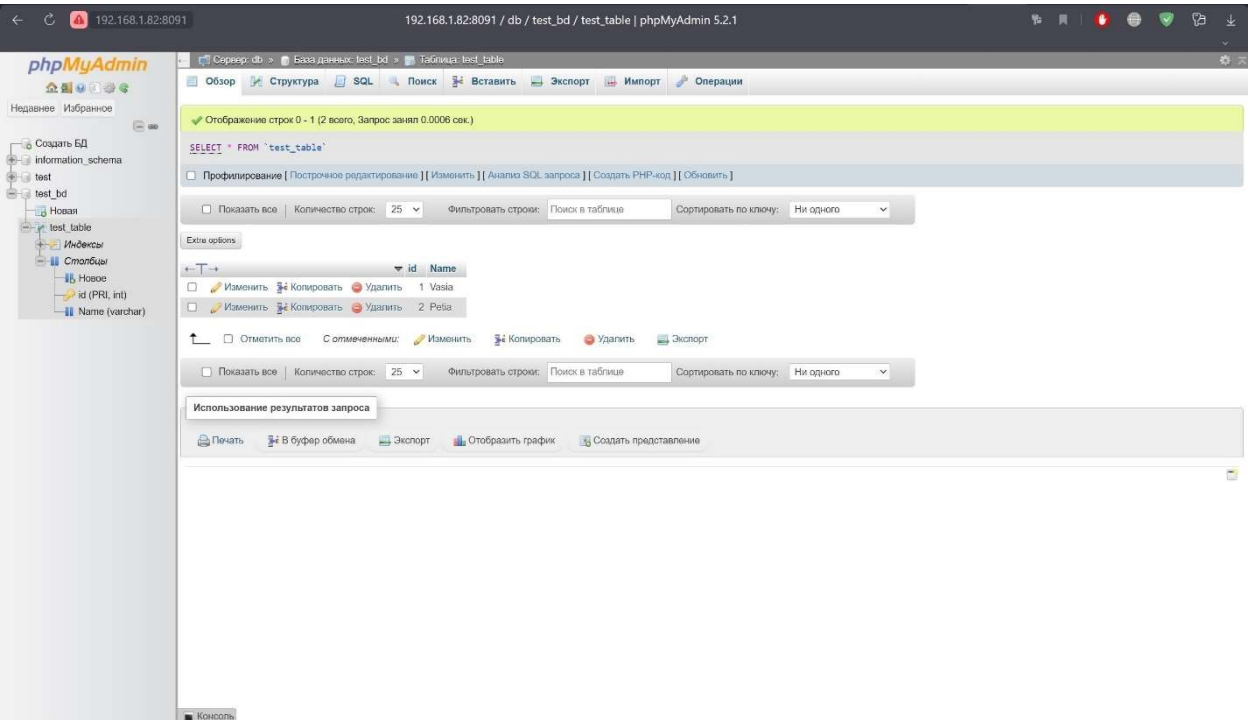 192.168.1.82:8091 192.168.1.82:8091 / db / test_bd / test_table | phpMyAdmin 5.2.1
phpMyAdmin
Недавнее Избранное
Создать БД
information_schema
test
test_bd
Новая
test_table
Индексы
Столбцы
Новое
id (PRI, int)
Name (varchar)
Сервер: db » База данных: test_bd » Таблица: test_table
Обзор Структура SQL Поиск Вставить Экспорт Импорт Операции
Отображение строк 0 - 1 (2 всего, Запрос занял 0.0006 сек.)
SELECT * FROM `test_table`
Профилирование [ Построчное редактирование ] [ Изменить ] [ Анализ SQL запроса ] [ Создать PHP-код ] [ Обновить ]
Показать все | Количество строк: 25 Фильтровать строки: Поиск в таблице Сортировать по ключу: Ни одного
Extra options
←T→ id Name
Изменить Копировать Удалить 1 Vasia
Изменить Копировать Удалить 2 Petia
Отметить все С отмеченными: Изменить Копировать Удалить Экспорт
Показать все | Количество строк: 25 Фильтровать строки: Поиск в таблице Сортировать по ключу: Ни одного
Использование результатов запроса
Печать В буфер обмена Экспорт Отобразить график Создать представление
Консоль